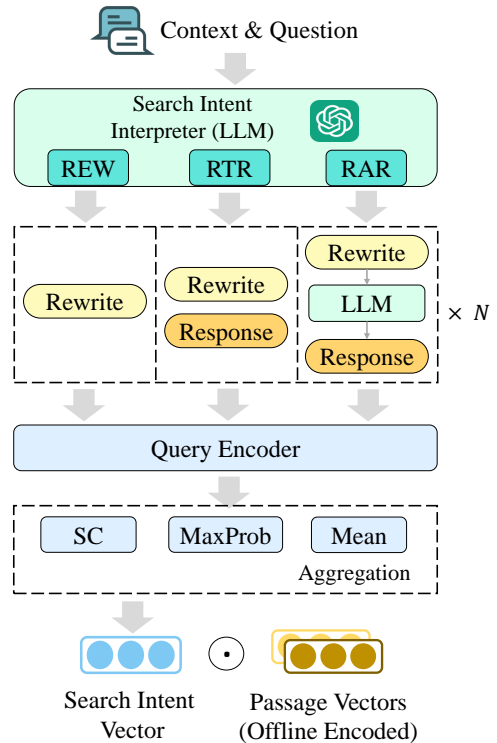 Context & Question
Search Intent
Interpreter (LLM)
REW RTR RAR
Rewrite
Rewrite
Response
Rewrite
LLM
Response
× N
Query Encoder
SC MaxProb Mean
Aggregation
Search Intent
Vector
Passage Vectors
(Offline Encoded)